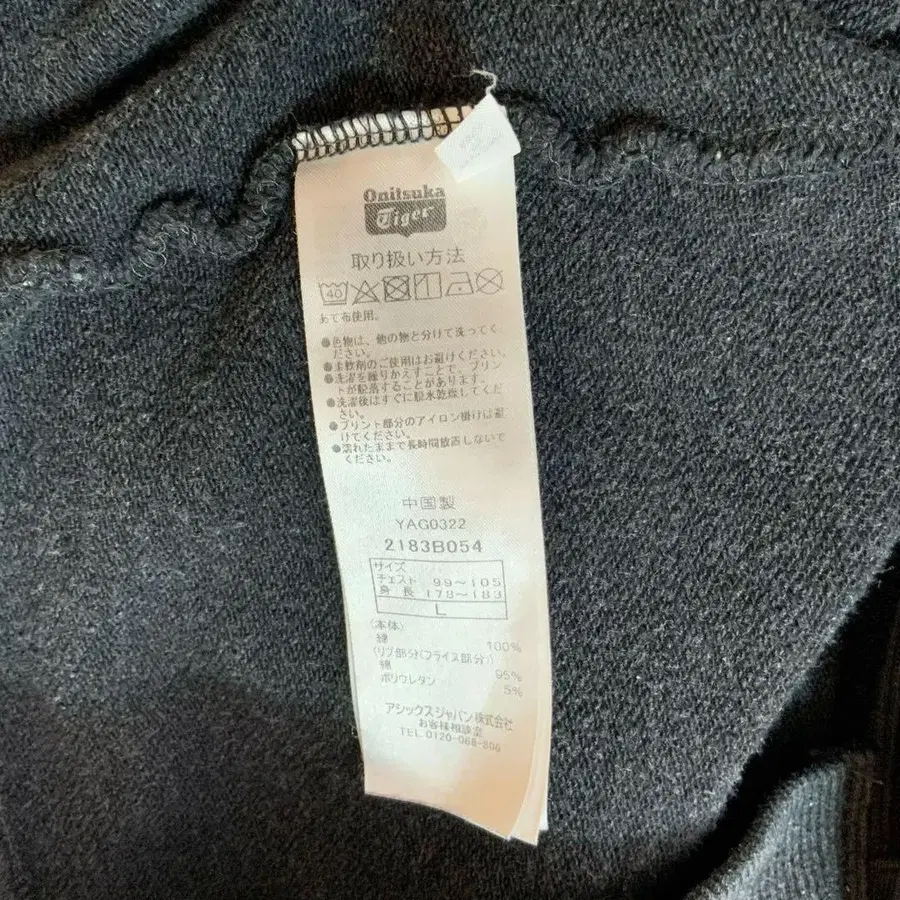 Onitsuka
Tiger
取り扱い方法
40
あて布使用。
●色物は、他の物と分けて洗ってく
ださい。
●柔軟剤のご使用はお避けください。
●洗濯を繰りかえすことで、プリン
トが脱落することがあります。
●洗濯後はすぐに脱水乾燥してくだ
さい。
●プリント部分のアイロン掛けは避
けてください。
●濡れたままで長時間放置しないで
ください。
中国製
YAG0322
2183B054
サイズ
チェスト 99～105
身 長 178～183
L
(本体)
綿
100%
(リブ部分(フライス部分))
綿
95%
ポリウレタン
5%
アシックスジャパン株式会社
お客様相談室
TEL 0120-068-806